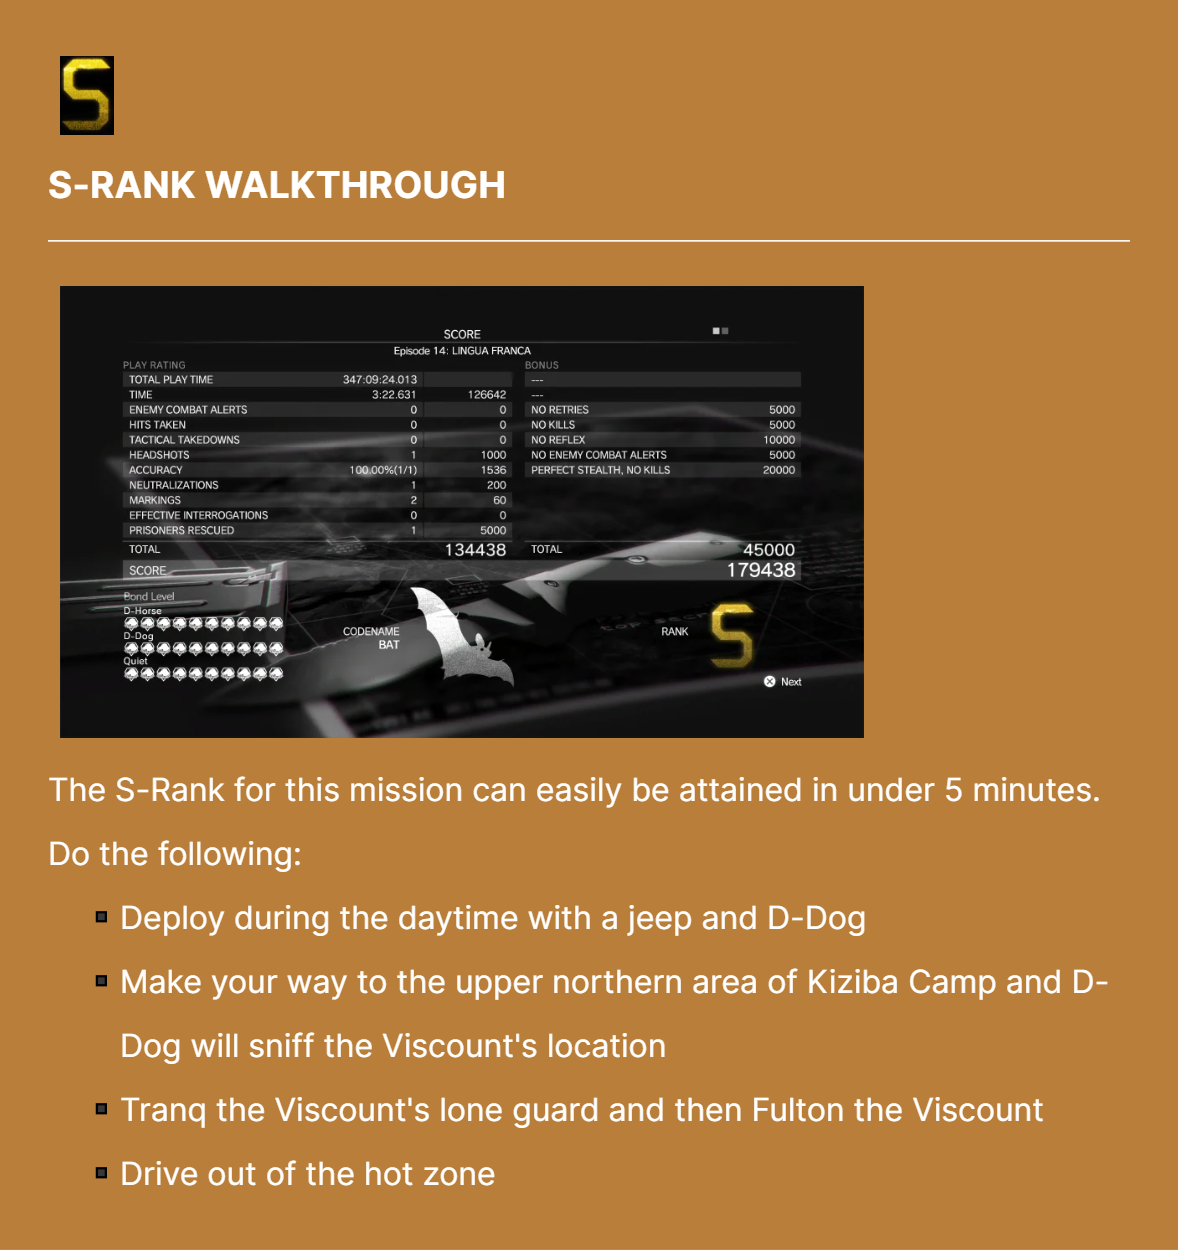 S
S-RANK WALKTHROUGH
SCORE
Episode 14: LINGUA FRANCA
PLAY RATING
TOTAL PLAY TIME 347:09:24.013
TIME 3:22.631 126642
ENEMY COMBAT ALERTS 0 0
HITS TAKEN 0 0
TACTICAL TAKEDOWNS 0 0
HEADSHOTS 1 1000
ACCURACY 100.00%(1/1) 1536
NEUTRALIZATIONS 1 200
MARKINGS 2 60
EFFECTIVE INTERROGATIONS 0 0
PRISONERS RESCUED 1 5000
TOTAL 134438
BONUS
---
---
NO RETRIES 5000
NO KILLS 5000
NO REFLEX 10000
NO ENEMY COMBAT ALERTS 5000
PERFECT STEALTH, NO KILLS 20000
TOTAL 45000
SCORE 179438
Bond Level
D-Horse
D-Dog
Quiet
CODENAME
BAT
RANK S
Next
The S-Rank for this mission can easily be attained in under 5 minutes.
Do the following:
Deploy during the daytime with a jeep and D-Dog
Make your way to the upper northern area of Kiziba Camp and D-
Dog will sniff the Viscount's location
Tranq the Viscount's lone guard and then Fulton the Viscount
Drive out of the hot zone